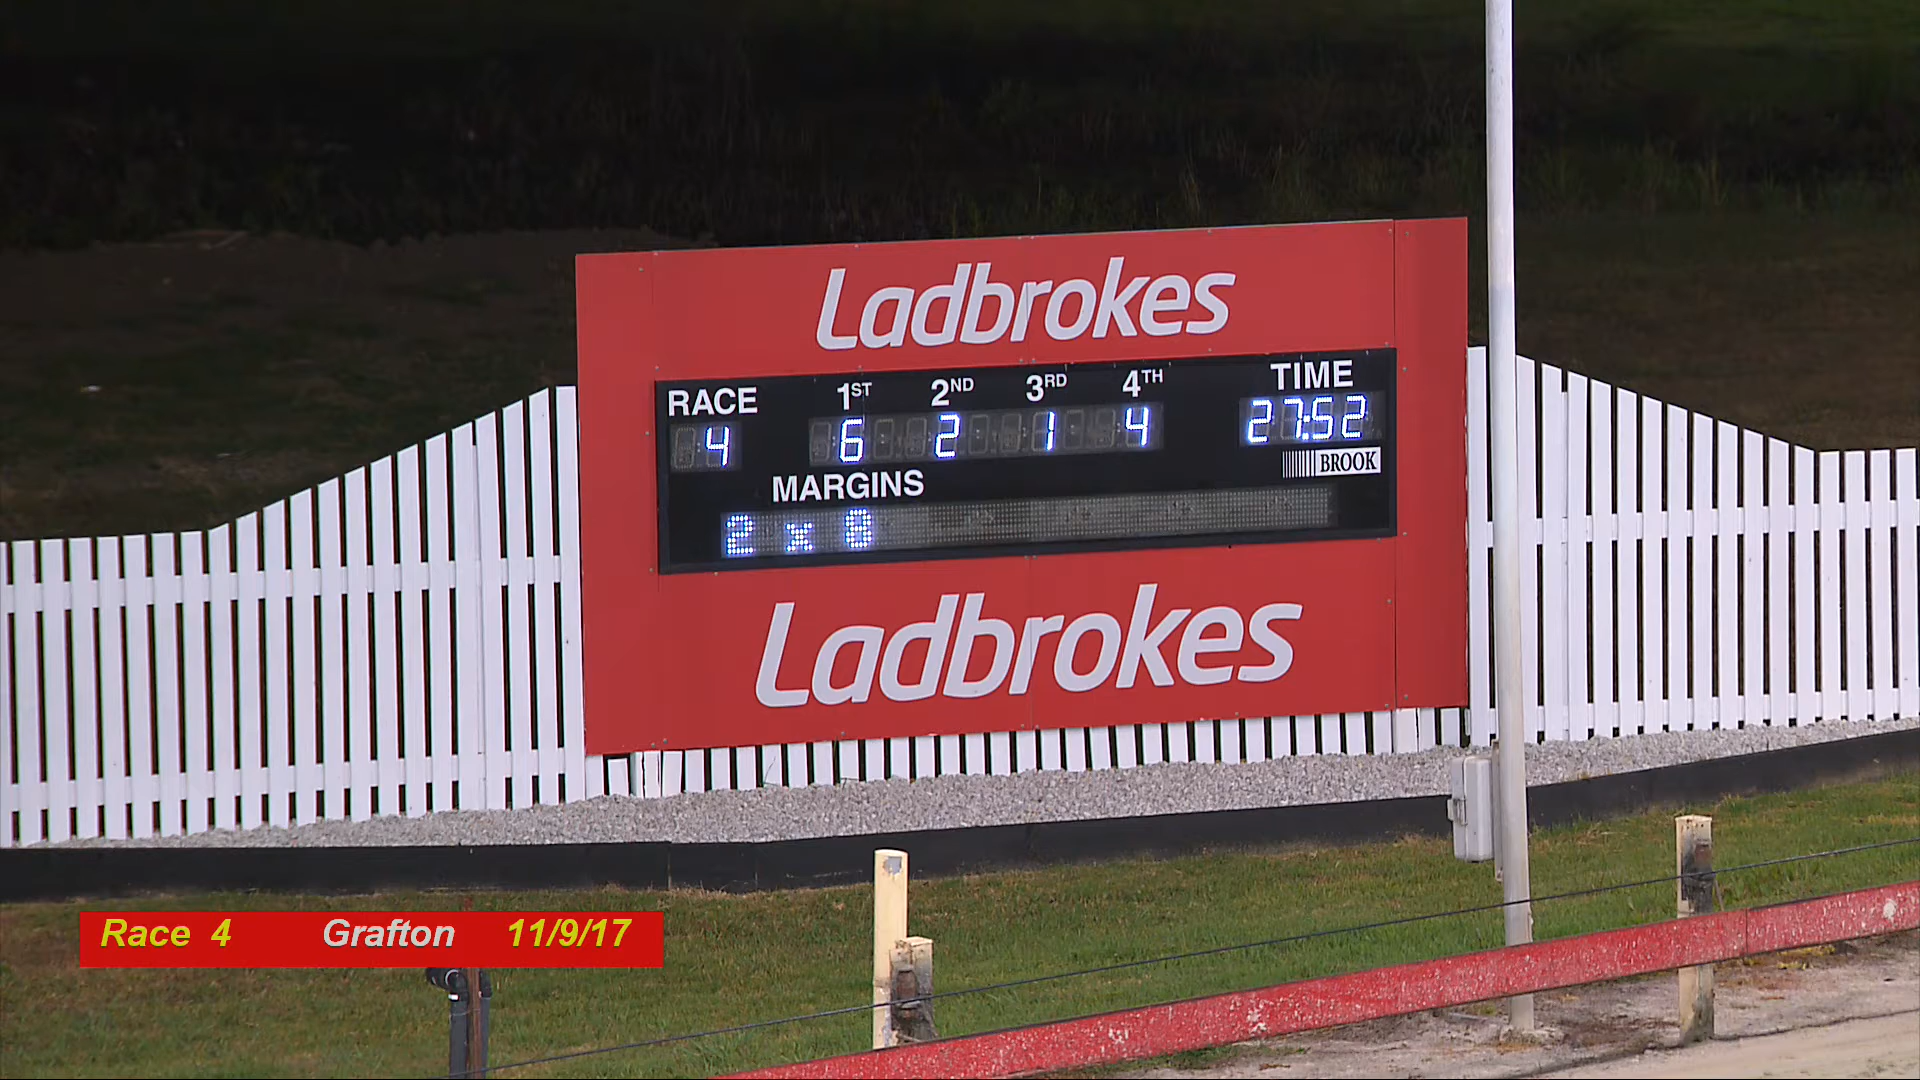 Ladbrokes
RACE 1ST 2ND 3RD 4TH TIME
4 6 2 1 4 27:52
BROOK
MARGINS
2 x 8
Ladbrokes
Race 4 Grafton 11/9/17